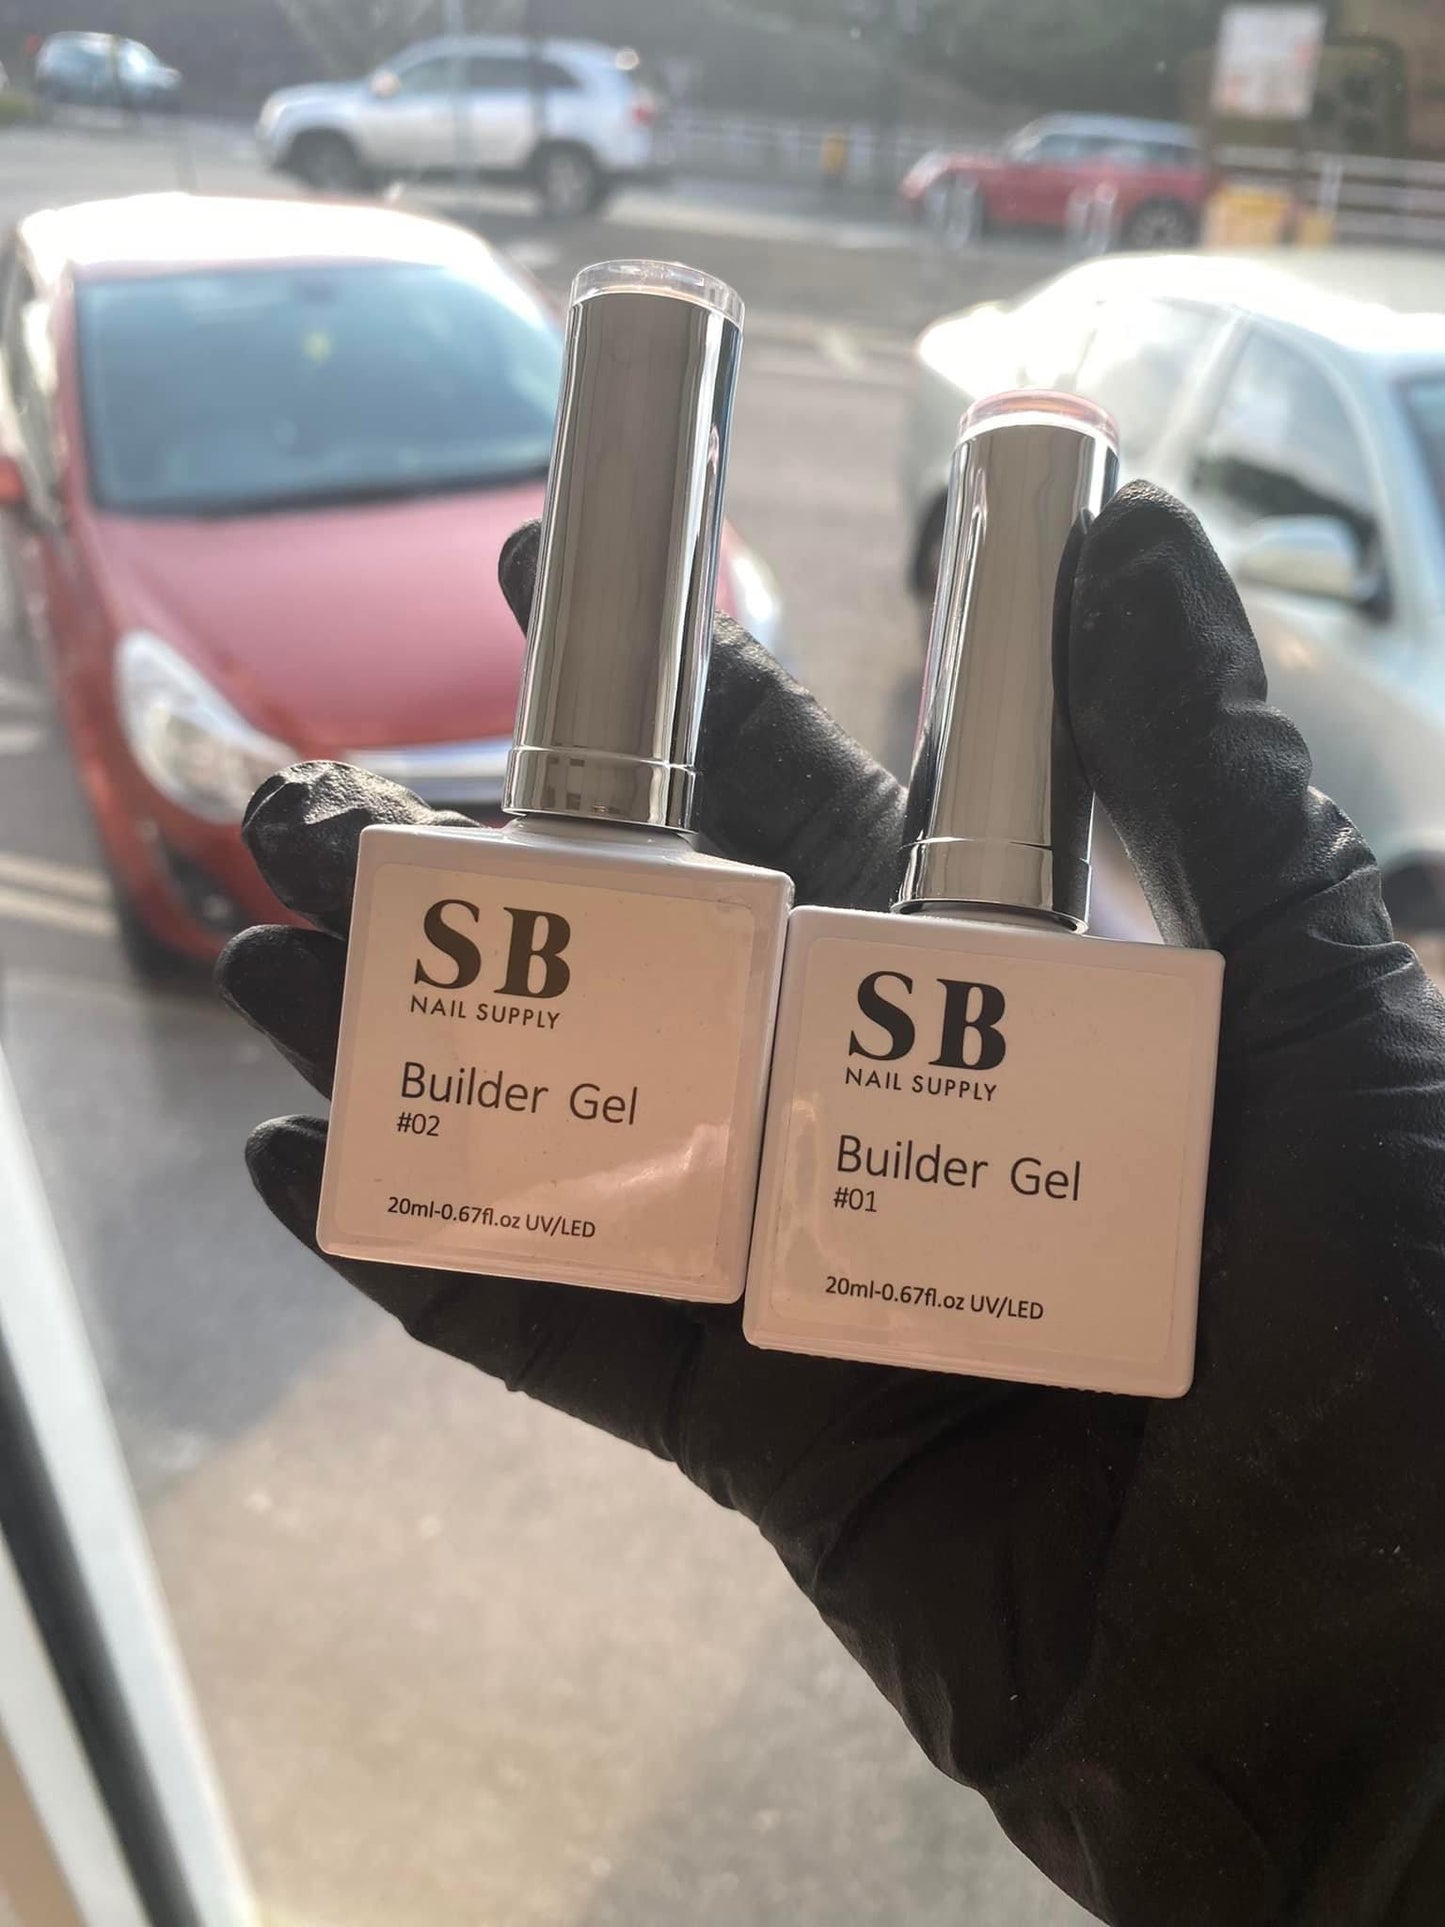 SB
NAIL SUPPLY
Builder Gel
#02
20ml-0.67fl.oz UV/LED
SB
NAIL SUPPLY
Builder Gel
#01
20ml-0.67fl.oz UV/LED